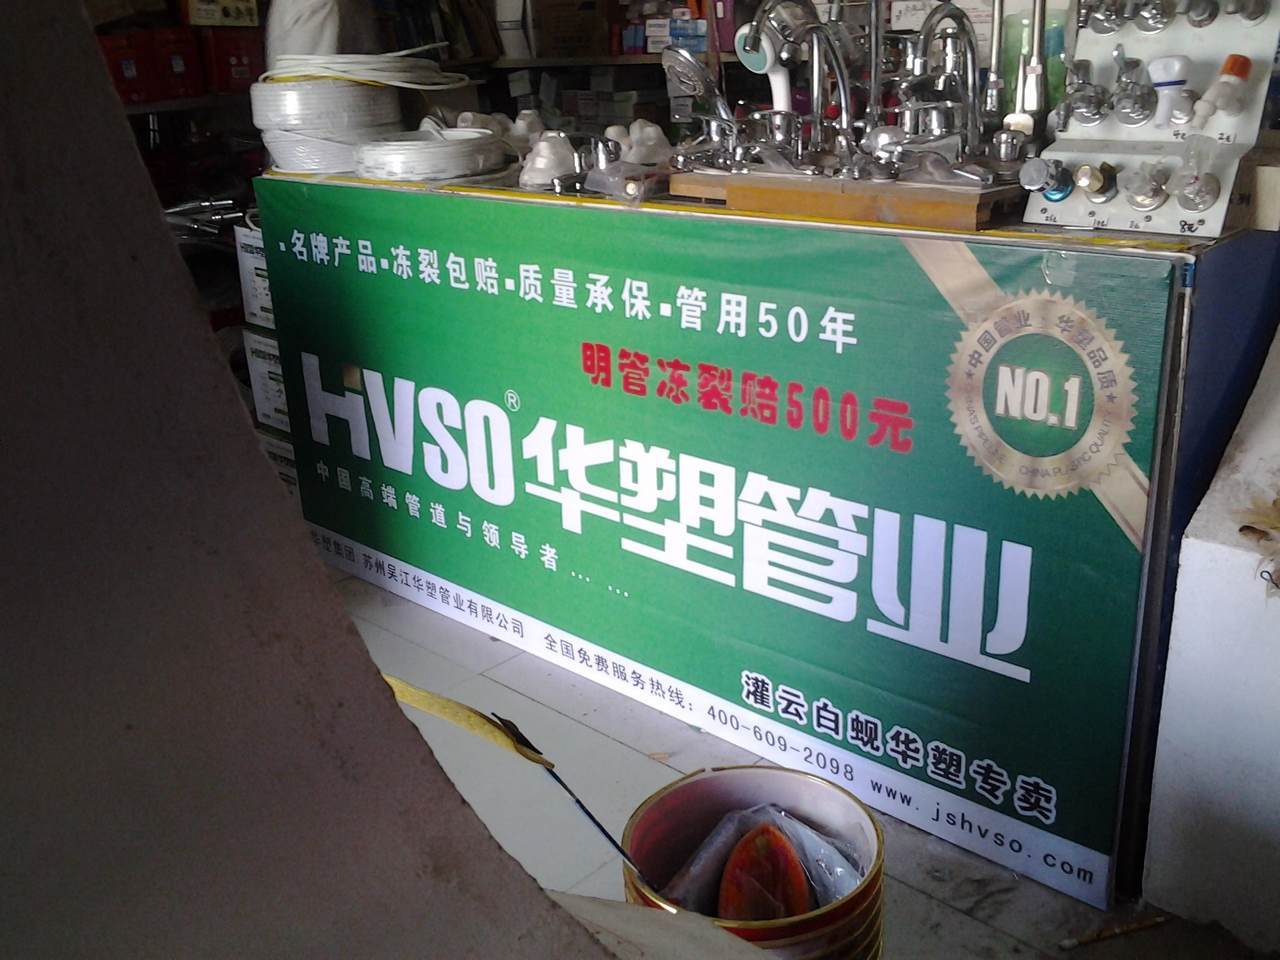 ▪名牌产品▪冻裂包赔▪质量承保▪管用50年
明管冻裂赔500元
HVSO®华塑管业
中国高端管道与领导者……
中国管业·华塑品质
NO.1
灌云白蚬华塑专卖
华塑集团 苏州吴江华塑管业有限公司 全国免费服务热线：400-609-2098 www.jshvso.com
8元